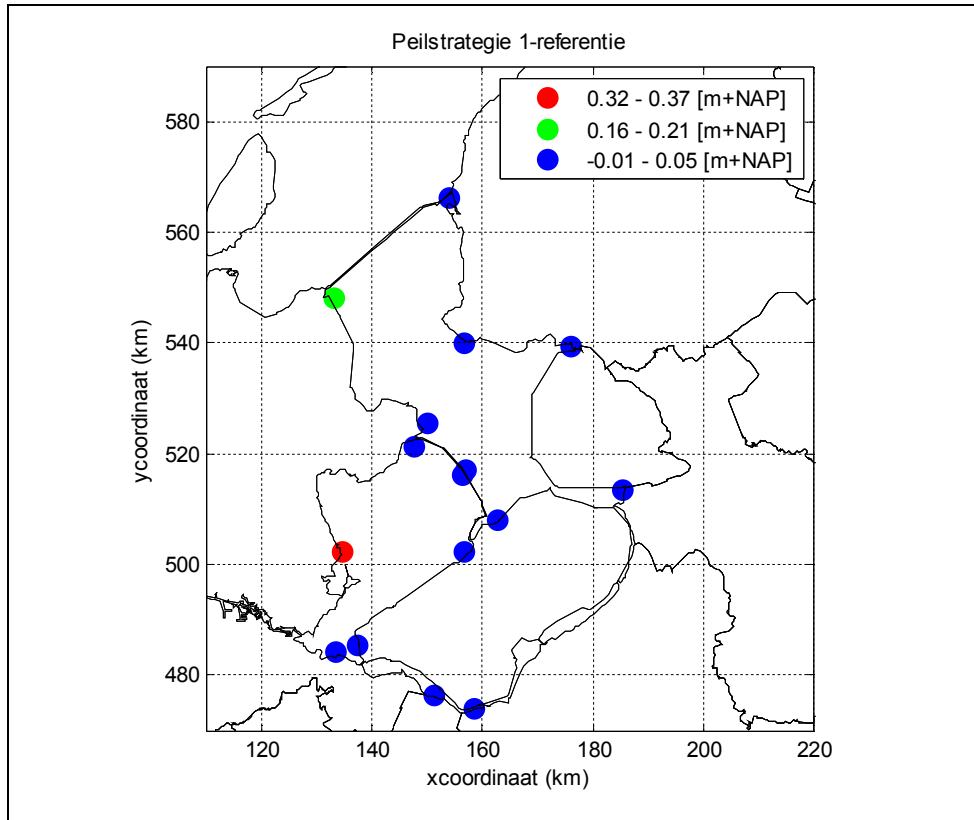 Peilstrategie 1-referentie
0.32 - 0.37 [m+NAP]
0.16 - 0.21 [m+NAP]
-0.01 - 0.05 [m+NAP]
580
560
540
520
500
480
ycoordinaat (km)
120 140 160 180 200 220
xcoordinaat (km)